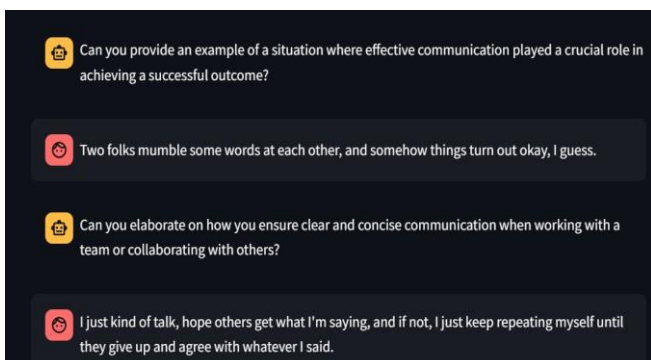 Can you provide an example of a situation where effective communication played a crucial role in
achieving a successful outcome?
Two folks mumble some words at each other, and somehow things turn out okay, I guess.
Can you elaborate on how you ensure clear and concise communication when working with a
team or collaborating with others?
I just kind of talk, hope others get what I'm saying, and if not, I just keep repeating myself until
they give up and agree with whatever I said.